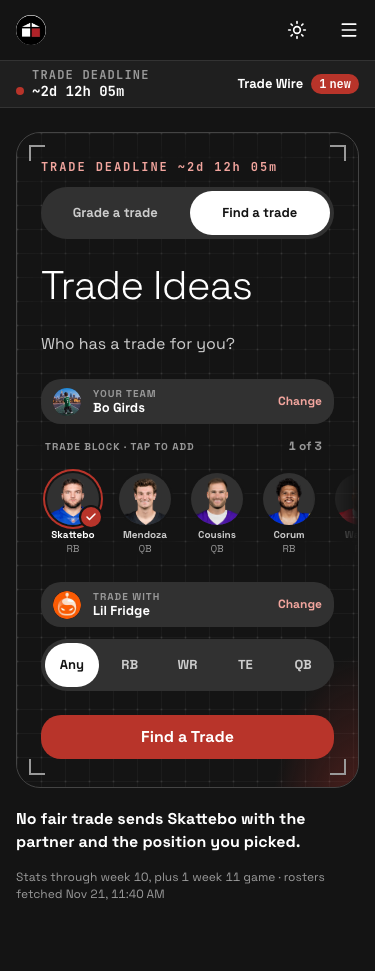 TRADE DEADLINE
~2d 12h 05m
Trade Wire
1 new
TRADE DEADLINE ~2d 12h 05m
Grade a trade
Find a trade
Trade Ideas
Who has a trade for you?
YOUR TEAM
Bo Girds
Change
TRADE BLOCK · TAP TO ADD
1 of 3
Skattebo
Mendoza
Cousins
Corum
RB
QB
QB
RB
TRADE WITH
Lil Fridge
Change
Any
RB
WR
TE
QB
Find a Trade
No fair trade sends Skattebo with the
partner and the position you picked.
Stats through week 10, plus 1 week 11 game · rosters
fetched Nov 21, 11:40 AM